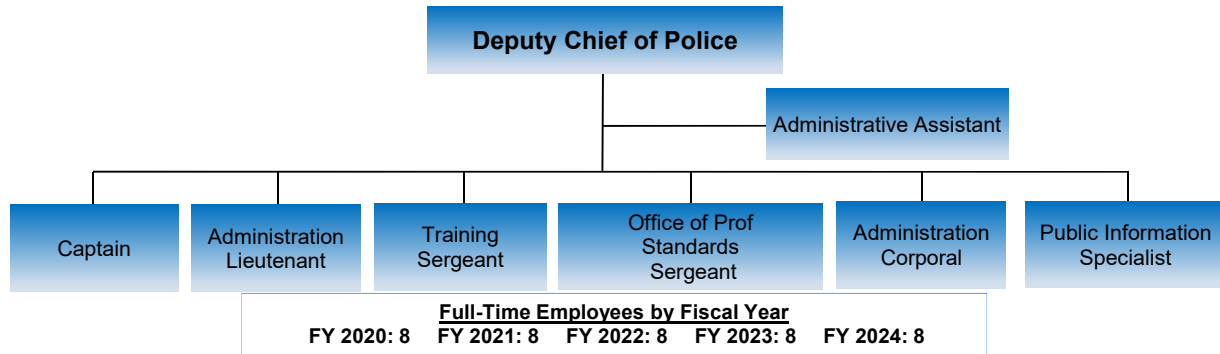 Deputy Chief of Police
Administrative Assistant
Captain
Administration
Lieutenant
Training
Sergeant
Office of Prof
Standards
Sergeant
Administration
Corporal
Public Information
Specialist
Full-Time Employees by Fiscal Year
FY 2020: 8 FY 2021: 8 FY 2022: 8 FY 2023: 8 FY 2024: 8